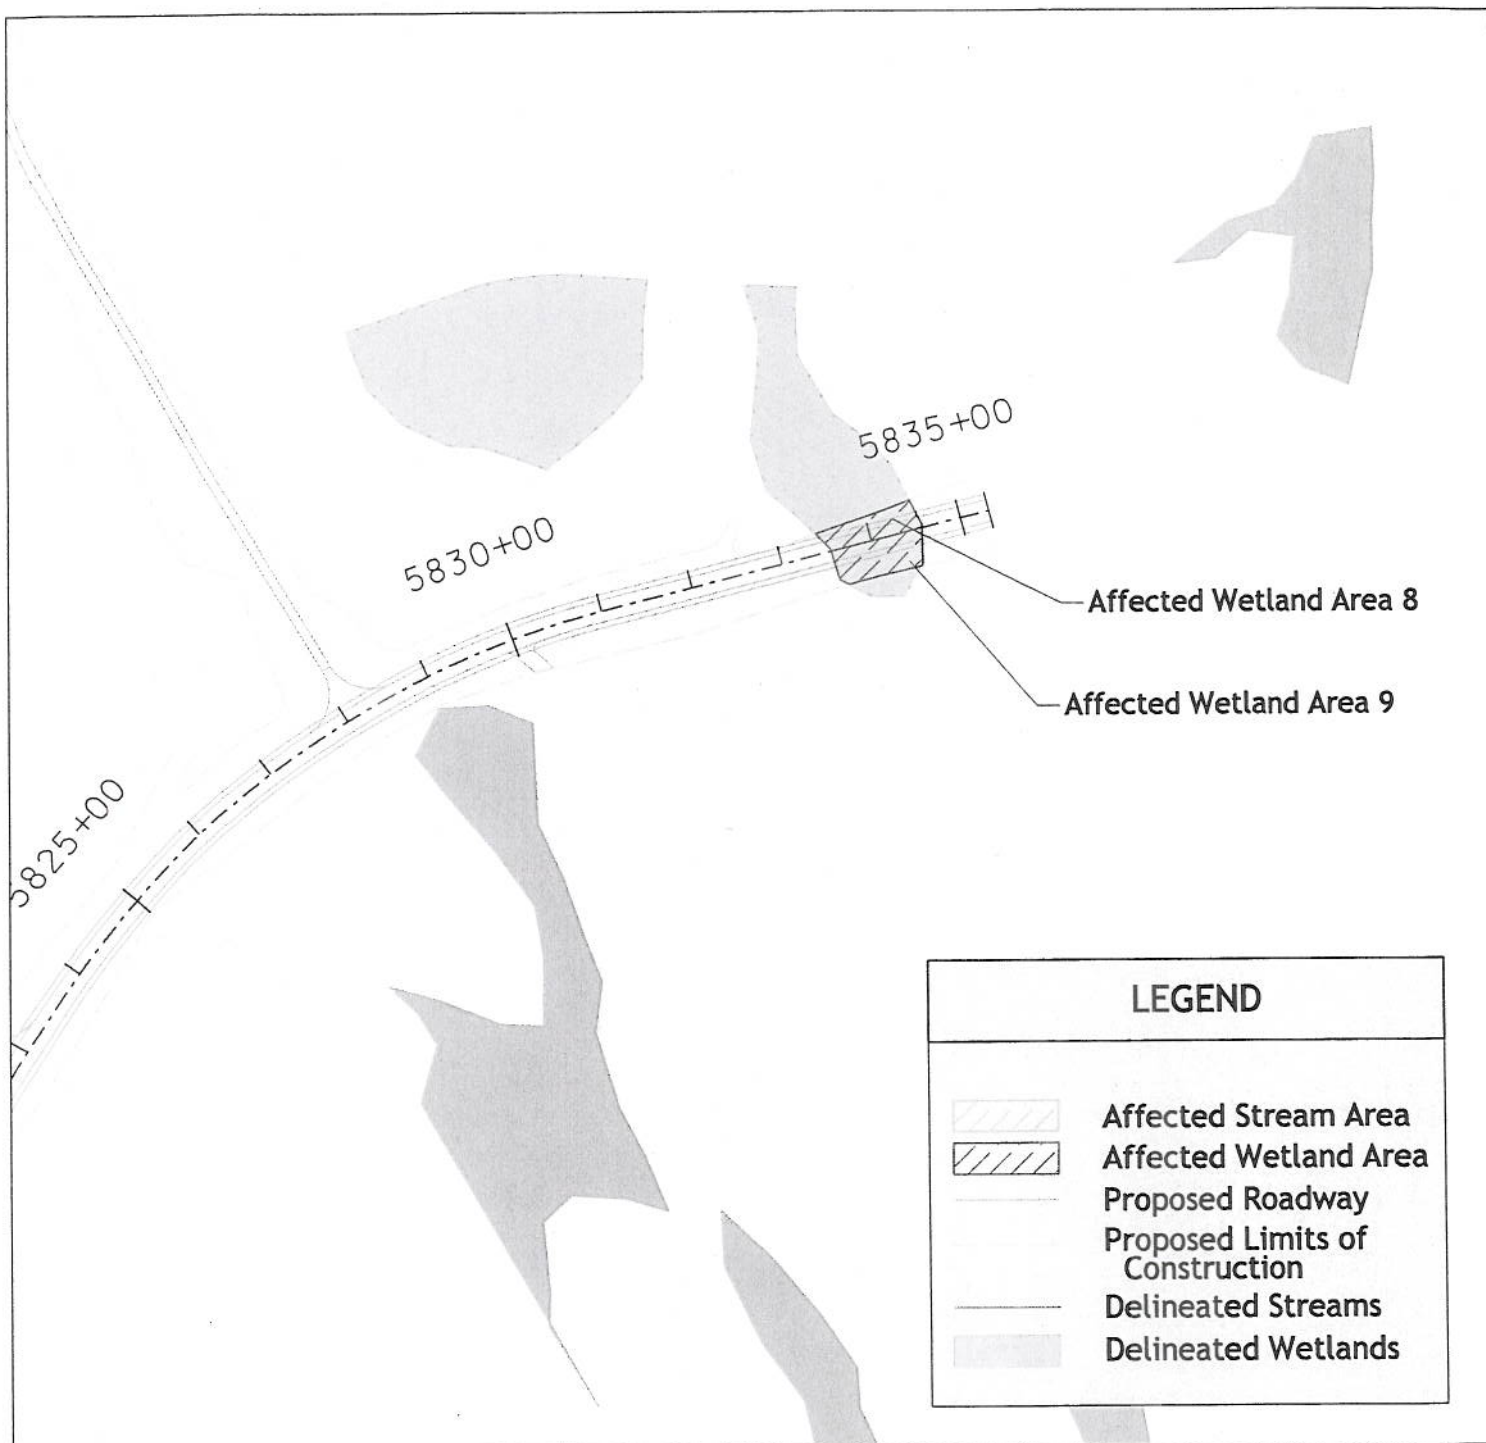 5835+00
5830+00
Affected Wetland Area 8
Affected Wetland Area 9
5825+00
LEGEND
Affected Stream Area
Affected Wetland Area
Proposed Roadway
Proposed Limits of
Construction
Delineated Streams
Delineated Wetlands